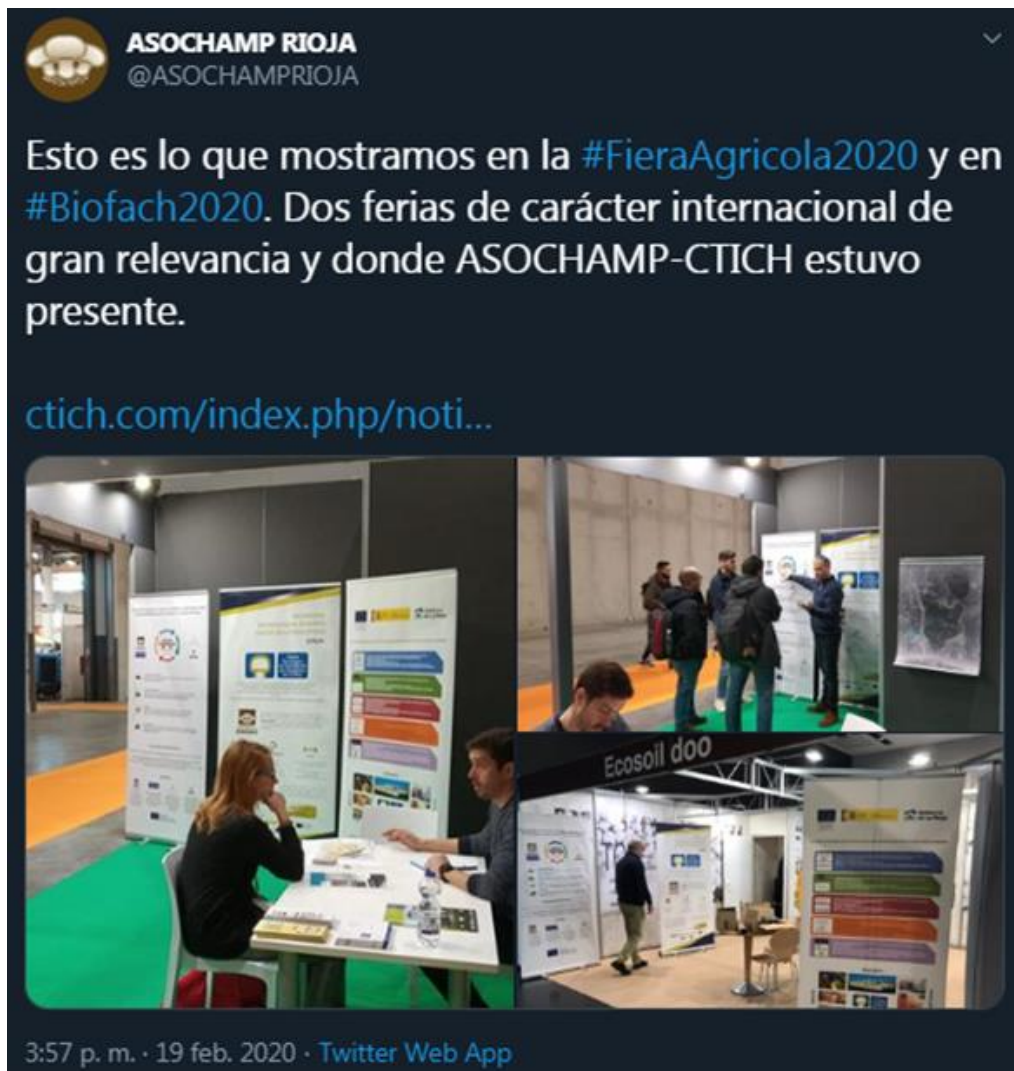 ASOCHAMP RIOJA
@ASOCHAMPRIOJA
Esto es lo que mostramos en la #FieraAgricola2020 y en
#Biofach2020. Dos ferias de carácter internacional de
gran relevancia y donde ASOCHAMP-CTICH estuvo
presente.
ctich.com/index.php/noti...
Ecosoil doo
3:57 p. m. · 19 feb. 2020 · Twitter Web App